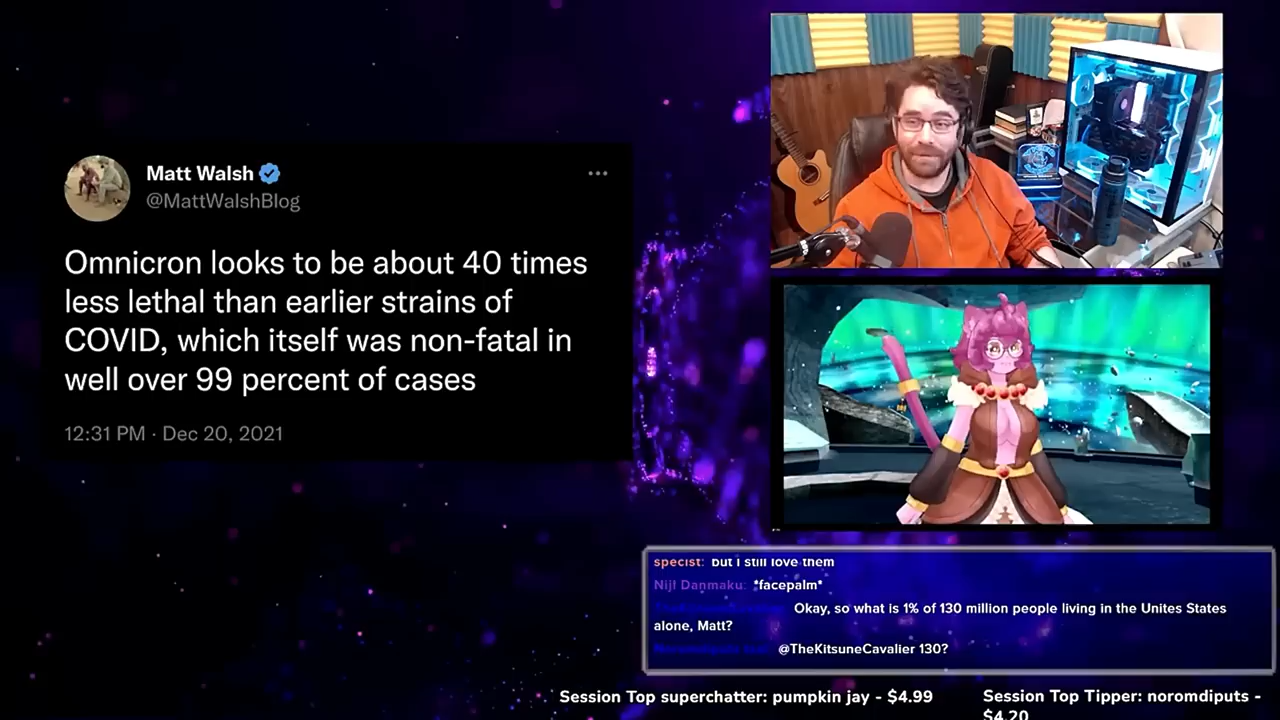 Matt Walsh
@MattWalshBlog
Omnicron looks to be about 40 times
less lethal than earlier strains of
COVID, which itself was non-fatal in
well over 99 percent of cases
12:31 PM · Dec 20, 2021
specist: but I still love them
Niji Danmaku: *facepalm*
Okay, so what is 1% of 130 million people living in the Unites States
alone, Matt?
@TheKitsuneCavalier 130?
Session Top superchatter: pumpkin jay - $4.99
Session Top Tipper: noromdiputs -
$4.20